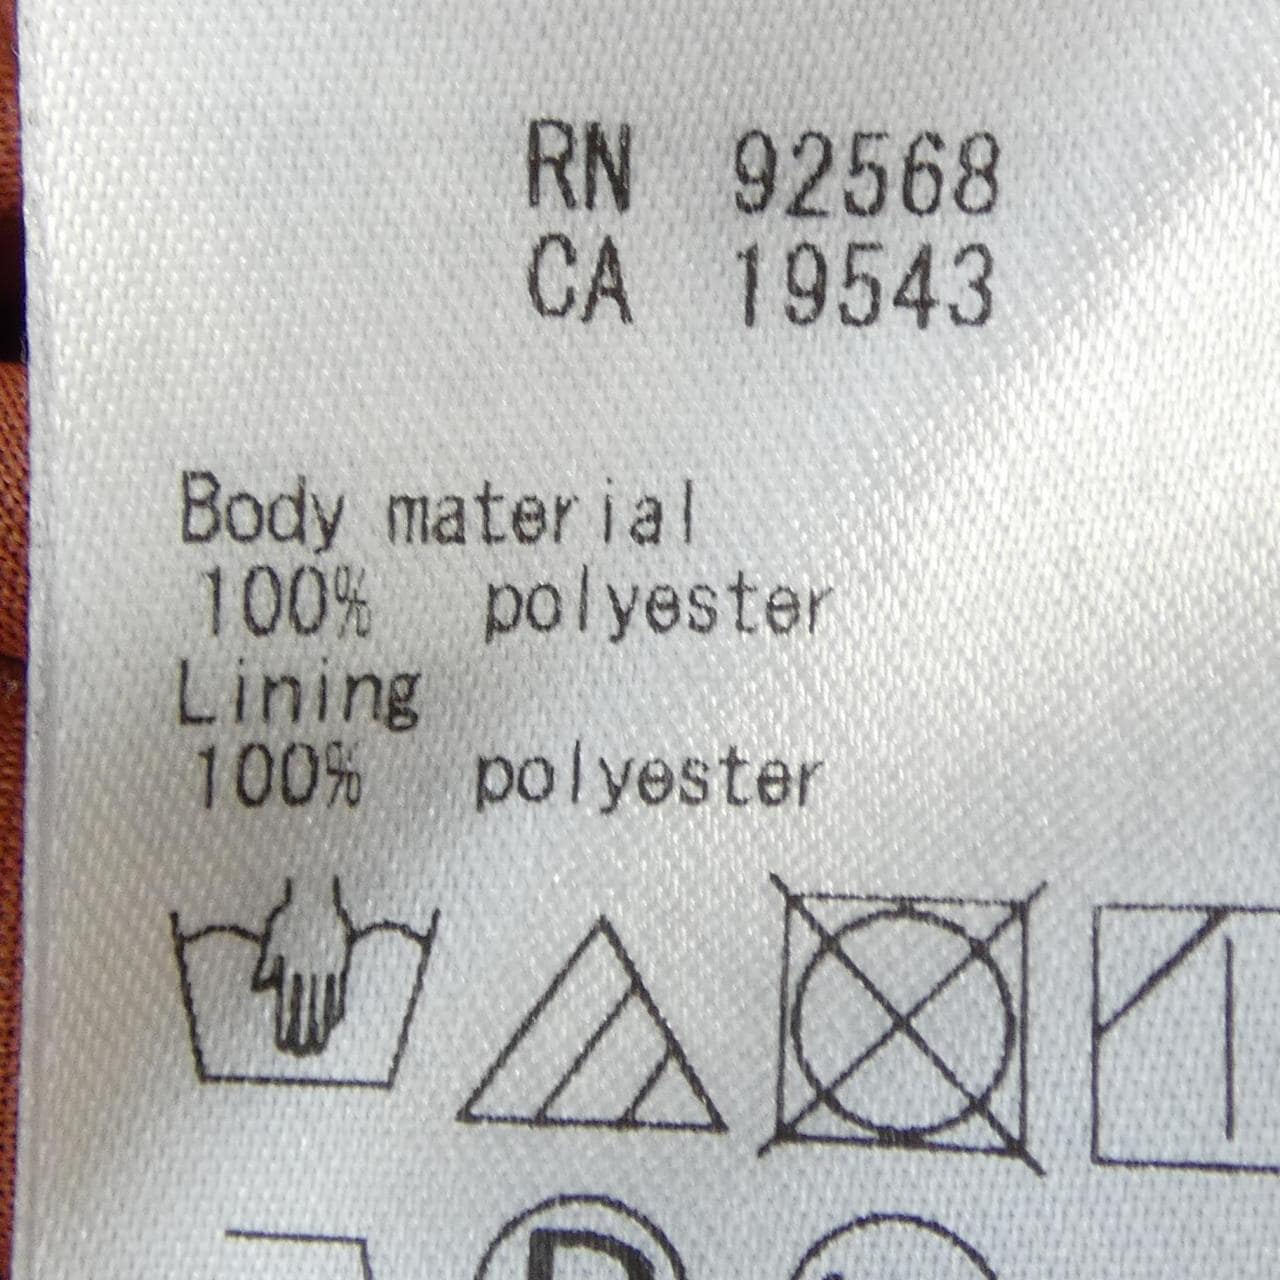 RN 92568
CA 19543
Body material
100% polyester
Lining
100% polyester
P